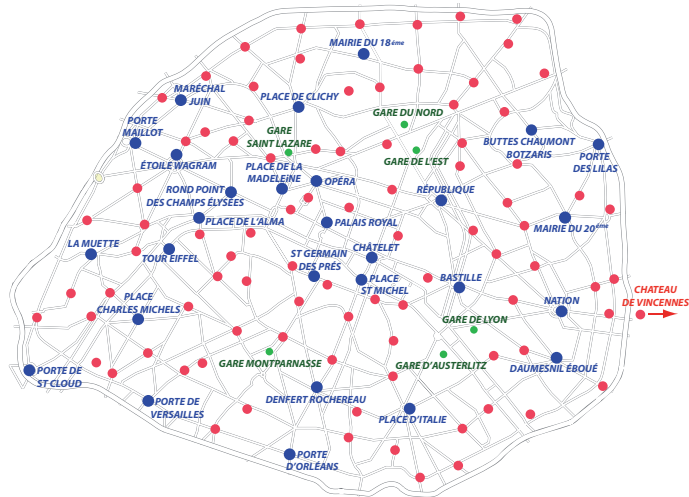 MAIRIE DU 18ème
MARÉCHAL
JUIN
PLACE DE CLICHY
GARE DU NORD
PORTE
MAILLOT
GARE
SAINT LAZARE
BUTTES CHAUMONT
BOTZARIS
GARE DE L'EST
PORTE
DES LILAS
ÉTOILE WAGRAM
PLACE DE LA
MADELEINE
OPÉRA
ROND POINT
DES CHAMPS ÉLYSÉES
RÉPUBLIQUE
PLACE DE L'ALMA
PALAIS ROYAL
MAIRIE DU 20ème
LA MUETTE
TOUR EIFFEL
CHÂTELET
ST GERMAIN
DES PRÉS
PLACE
ST MICHEL
BASTILLE
CHATEAU
DE VINCENNES
PLACE
CHARLES MICHELS
NATION
GARE DE LYON
GARE MONTPARNASSE
GARE D'AUSTERLITZ
DAUMESNIL ÉBOUÉ
PORTE DE
ST CLOUD
PORTE DE
VERSAILLES
DENFERT ROCHEREAU
PLACE D'ITALIE
PORTE
D'ORLÉANS